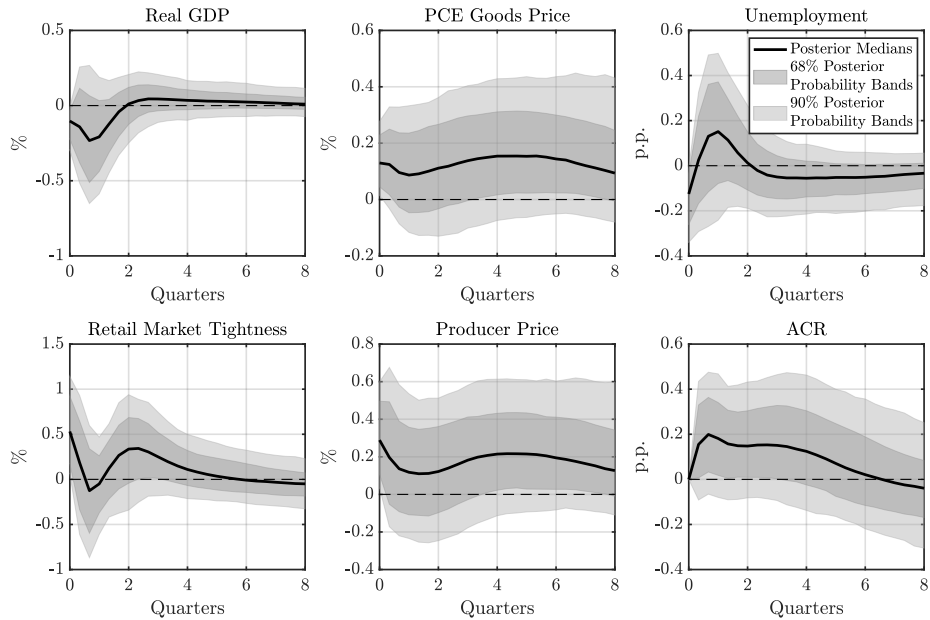 Real GDP
0.5
0
-0.5
-1
%
0 2 4 6 8
Quarters
PCE Goods Price
0.6
0.4
0.2
0
-0.2
%
0 2 4 6 8
Quarters
Unemployment
0.6
0.4
0.2
0
-0.2
-0.4
p.p.
Posterior Medians
68% Posterior
Probability Bands
90% Posterior
Probability Bands
0 2 4 6 8
Quarters
Retail Market Tightness
1.5
1
0.5
0
-0.5
-1
%
0 2 4 6 8
Quarters
Producer Price
0.8
0.6
0.4
0.2
0
-0.2
-0.4
%
0 2 4 6 8
Quarters
ACR
0.6
0.4
0.2
0
-0.2
-0.4
p.p.
0 2 4 6 8
Quarters